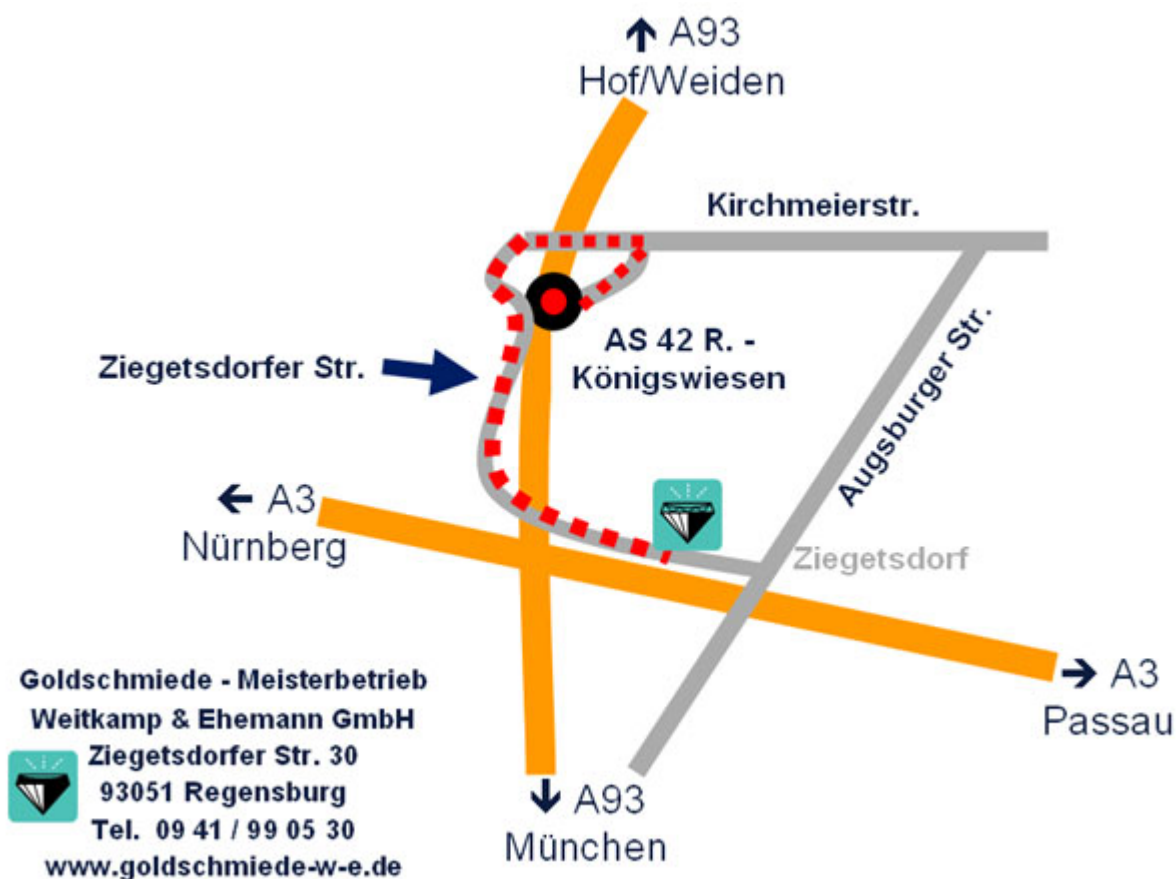 ↑ A93
Hof/Weiden
Kirchmeierstr.
AS 42 R. -
Königswiesen
Ziegetsdorfer Str.
Augsburger Str.
← A3
Nürnberg
Ziegetsdorf
→ A3
Passau
↓ A93
München
Goldschmiede - Meisterbetrieb
Weitkamp & Ehemann GmbH
Ziegetsdorfer Str. 30
93051 Regensburg
Tel. 09 41 / 99 05 30
www.goldschmiede-w-e.de